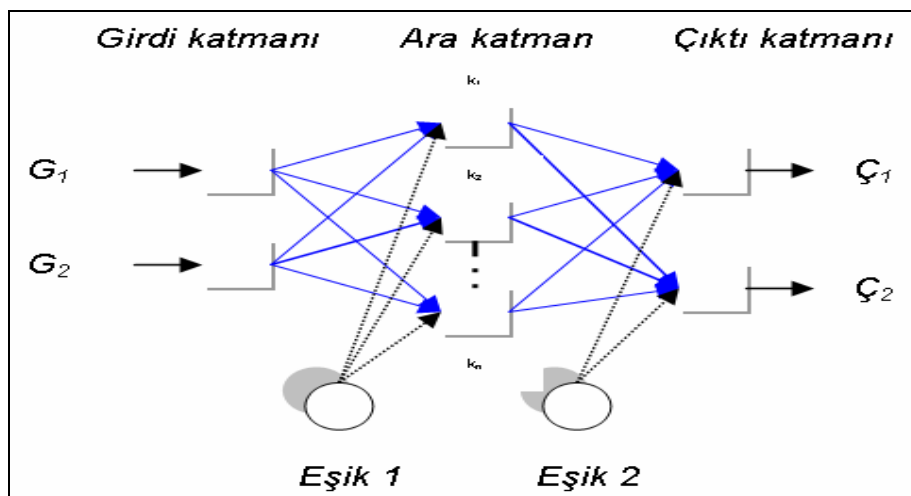 Girdi katmanı Ara katman Çıktı katmanı
k₁
G₁ Ç₁
k₂
G₂ Ç₂
kₙ
Eşik 1 Eşik 2